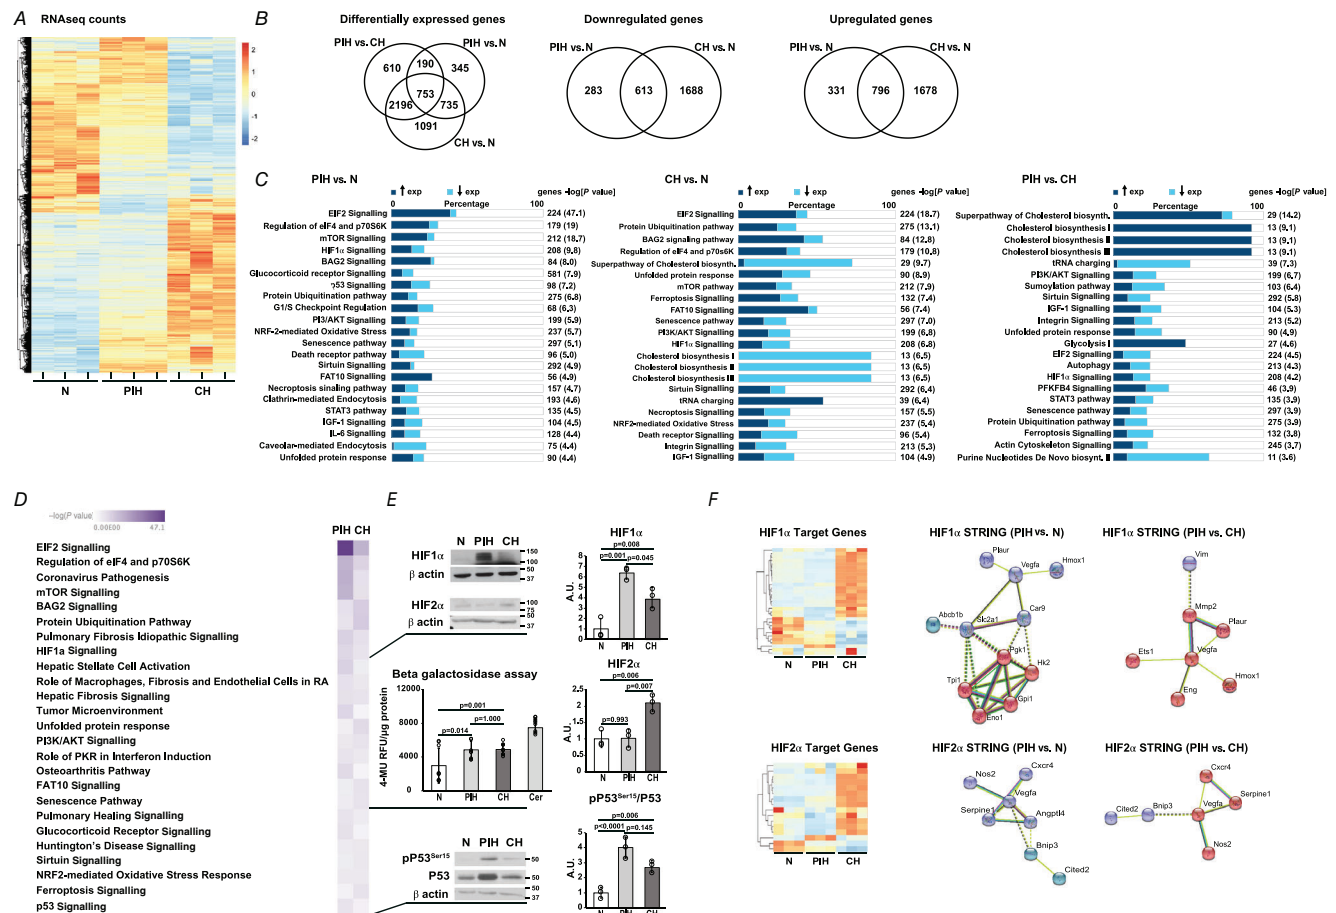 A
RNAseq counts
2
1
0
-1
-2
N
PIH
CH
B
Differentially expressed genes
PIH vs. CH
PIH vs. N
610
190
345
753
2196
735
1091
CH vs. N
Downregulated genes
PIH vs. N
CH vs. N
283
613
1688
Upregulated genes
PIH vs. N
CH vs. N
331
796
1678
C
PIH vs. N
exp
exp
0
Percentage
100
genes -log[P value]
EIF2 Signalling 224 (47.1)
Regulation of eIF4 and p70S6K 179 (19)
mTOR Signalling 212 (18.7)
HIF1α Signalling 208 (9.8)
BAG2 Signalling 84 (8.0)
Glucocorticoid receptor Signalling 581 (7.9)
γ53 Signalling 98 (7.2)
Protein Ubiquitination pathway 275 (6.8)
G1/S Checkpoint Regulation 68 (6.3)
PI3/AKT Signalling 199 (5.9)
NRF-2-mediated Oxidative Stress 237 (5.7)
Senescence pathway 297 (5.1)
Death receptor pathway 96 (5.0)
Sirtuin Signalling 292 (4.9)
FAT10 Signalling 56 (4.9)
Necroptosis sinaling pathway 157 (4.7)
Clathrin-mediated Endocytosis 193 (4.6)
STAT3 pathway 135 (4.5)
IGF-1 Signalling 104 (4.5)
IL-6 Signalling 128 (4.4)
Caveolar-mediated Endocytosis 75 (4.4)
Unfolded protein response 90 (4.4)
CH vs. N
exp
exp
0
Percentage
100
genes -log[P value]
EIF2 Signalling 224 (18.7)
Protein Ubiquitination pathway 275 (13.1)
BAG2 signaling pathway 84 (12.8)
Regulation of eIF4 and p70s6K 179 (10.8)
Superpathway of Cholesterol biosynth. 29 (9.7)
Unfolded protein response 90 (8.9)
mTOR pathway 212 (7.9)
Ferroptosis Signalling 132 (7.4)
FAT10 Signalling 56 (7.4)
Senescence pathway 297 (7.0)
PI3K/AKT Signalling 199 (6.8)
HIF1α Signalling 208 (6.8)
Cholesterol biosynthesis I 13 (6.5)
Cholesterol biosynthesis II 13 (6.5)
Cholesterol biosynthesis III 13 (6.5)
Sirtuin Signalling 292 (6.4)
tRNA charging 39 (6.4)
Necroptosis Signalling 157 (5.5)
NRF2-mediated Oxidative Stress 237 (5.4)
Death receptor Signalling 96 (5.4)
Integrin Signalling 213 (5.3)
IGF-1 Signalling 104 (4.9)
PIH vs. CH
exp
exp
0
Percentage
100
genes -log[P value]
Superpathway of Cholesterol biosynth. 29 (14.2)
Cholesterol biosynthesis I 13 (9.1)
Cholesterol biosynthesis II 13 (9.1)
Cholesterol biosynthesis III 13 (9.1)
tRNA charging 39 (7.3)
PI3K/AKT Signalling 199 (6.7)
Sumoylation pathway 103 (6.4)
Sirtuin Signalling 292 (5.8)
IGF-1 Signalling 104 (5.3)
Integrin Signalling 213 (5.2)
Unfolded protein response 90 (4.9)
Glycolysis I 27 (4.6)
EIF2 Signalling 224 (4.5)
Autophagy 213 (4.3)
HIF1α Signalling 208 (4.2)
PFKFB4 Signalling 46 (3.9)
STAT3 pathway 135 (3.9)
Senescence pathway 297 (3.9)
Protein Ubiquitination pathway 275 (3.9)
Ferroptosis Signalling 132 (3.8)
Actin Cytoskeleton Signalling 245 (3.7)
Purine Nucleotides De Novo biosynt. II 11 (3.6)
D
−log(P value)
0.00E00
47.1
PIH CH
EIF2 Signalling
Regulation of eIF4 and p70S6K
Coronavirus Pathogenesis
mTOR Signalling
BAG2 Signalling
Protein Ubiquitination Pathway
Pulmonary Fibrosis Idiopathic Signalling
HIF1a Signalling
Hepatic Stellate Cell Activation
Role of Macrophages, Fibrosis and Endothelial Cells in RA
Hepatic Fibrosis Signalling
Tumor Microenvironment
Unfolded protein response
PI3K/AKT Signalling
Role of PKR in Interferon Induction
Osteoarthritis Pathway
FAT10 Signalling
Senescence Pathway
Pulmonary Healing Signalling
Glucocorticoid Receptor Signalling
Huntington's Disease Signalling
Sirtuin Signalling
NRF2-mediated Oxidative Stress Response
Ferroptosis Signalling
p53 Signalling
E
N PIH CH
HIF1α
150
100
β actin
50
37
HIF2α
100
75
50
β actin
37
Beta galactosidase assay
4-MU RFU/µg protein
12000
8000
4000
0
p=0.001
p=1.000
p=0.014
N PIH CH Cer
N PIH CH
pP53Ser15
50
P53
50
β actin
50
37
HIF1α
A.U.
8
7
6
5
4
3
2
1
0
p=0.008
p=0.001
p=0.045
N PIH CH
HIF2α
A.U.
2.5
2
1.5
1
0.5
0
p=0.006
p=0.007
p=0.993
N PIH CH
pP53Ser15/P53
A.U.
5
4
3
2
1
0
p=0.006
p<0.0001
p=0.145
N PIH CH
F
HIF1α Target Genes
N PIH CH
HIF1α STRING (PIH vs. N)
Plaur
Vegfa
Hmox1
Abcb1b
Slc2a1
Car9
Pgk1
Hk2
Tpi1
Gpi1
Eno1
HIF1α STRING (PIH vs. CH)
Vim
Mmp2
Plaur
Ets1
Vegfa
Hmox1
Eng
HIF2α Target Genes
N PIH CH
HIF2α STRING (PIH vs. N)
Cxcr4
Nos2
Vegfa
Serpine1
Angptl4
Bnip3
Cited2
HIF2α STRING (PIH vs. CH)
Cxcr4
Serpine1
Bnip3
Vegfa
Cited2
Nos2